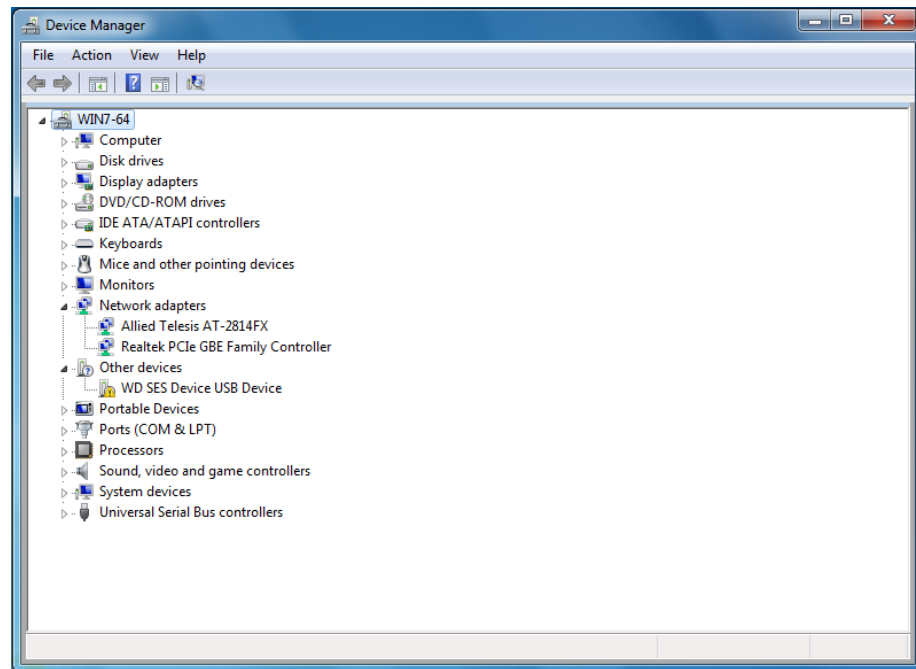 Device Manager
File Action View Help
WIN7-64
Computer
Disk drives
Display adapters
DVD/CD-ROM drives
IDE ATA/ATAPI controllers
Keyboards
Mice and other pointing devices
Monitors
Network adapters
Allied Telesis AT-2814FX
Realtek PCIe GBE Family Controller
Other devices
WD SES Device USB Device
Portable Devices
Ports (COM & LPT)
Processors
Sound, video and game controllers
System devices
Universal Serial Bus controllers